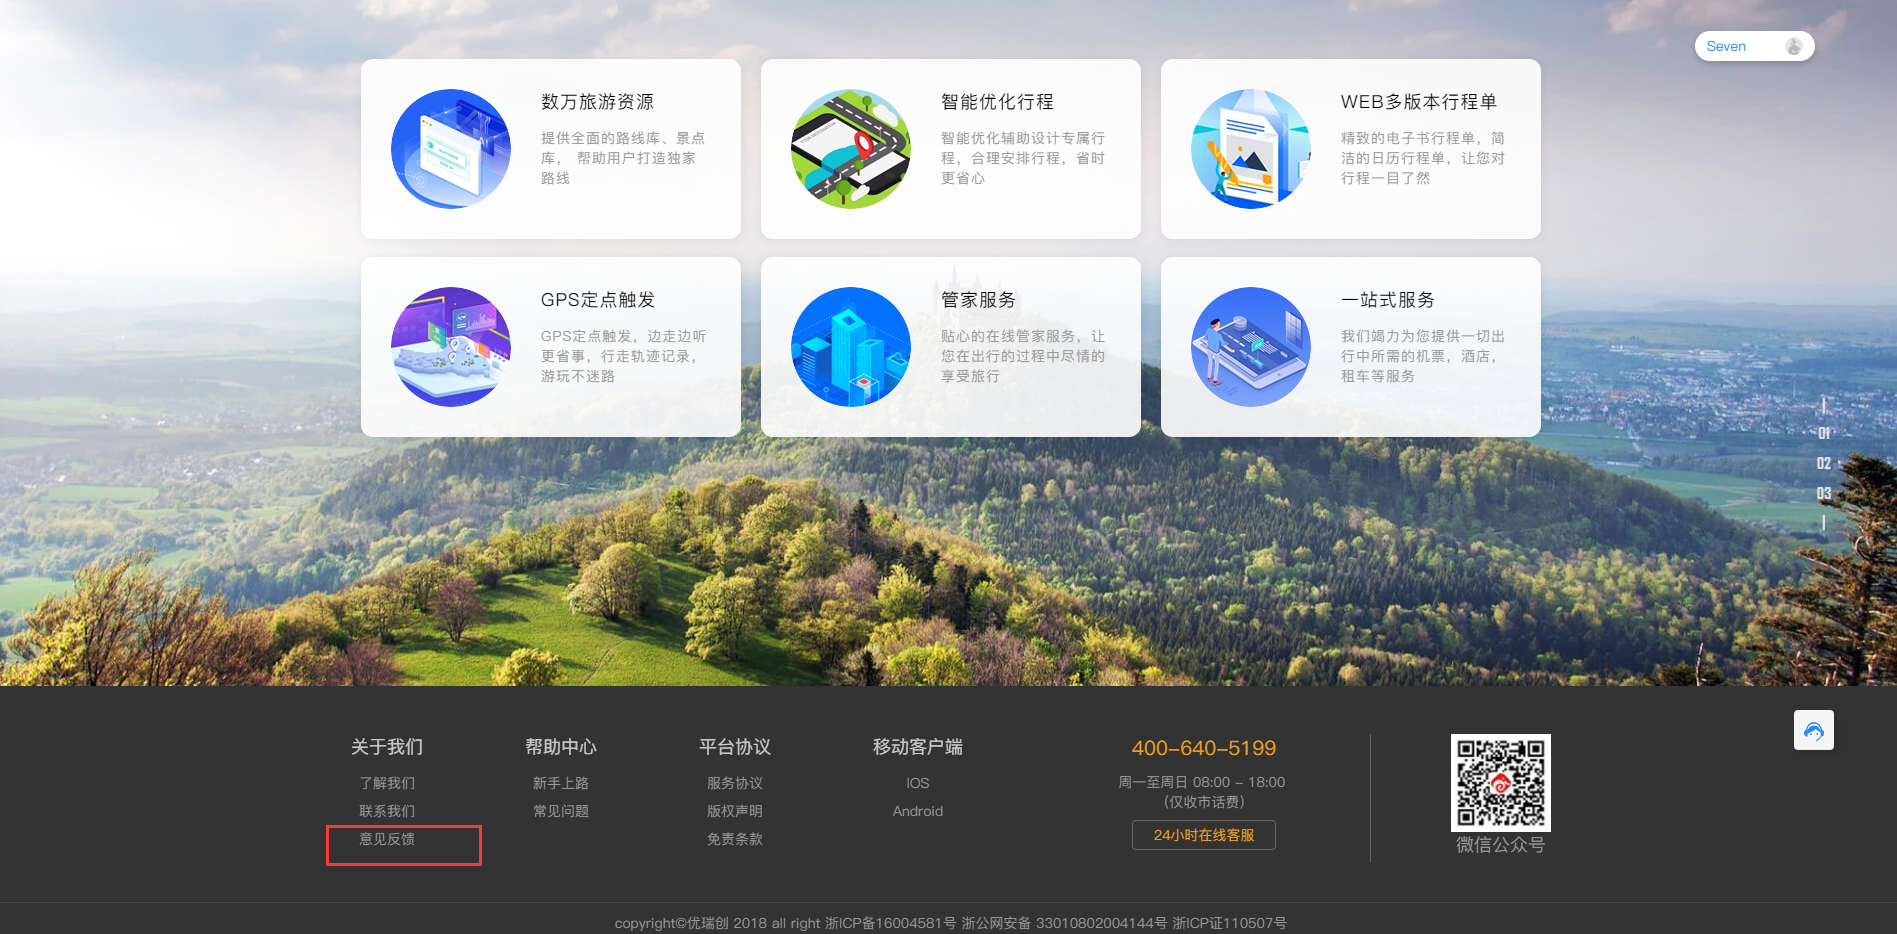 Seven
数万旅游资源
提供全面的路线库、景点
库， 帮助用户打造独家
路线
智能优化行程
智能优化辅助设计专属行
程，合理安排行程，省时
更省心
WEB多版本行程单
精致的电子书行程单，简
洁的日历行程单，让您对
行程一目了然
GPS定点触发
GPS定点触发，边走边听
更省事，行走轨迹记录，
游玩不迷路
管家服务
贴心的在线管家服务，让
您在出行的过程中尽情的
享受旅行
一站式服务
我们竭力为您提供一切出
行中所需的机票，酒店，
租车等服务
01
02
03
关于我们
了解我们
联系我们
意见反馈
帮助中心
新手上路
常见问题
平台协议
服务协议
版权声明
免责条款
移动客户端
IOS
Android
400-640-5199
周一至周日 08:00 - 18:00
(仅收市话费)
24小时在线客服
微信公众号
copyright©优瑞创 2018 all right 浙ICP备16004581号 浙公网安备 33010802004144号 浙ICP证110507号